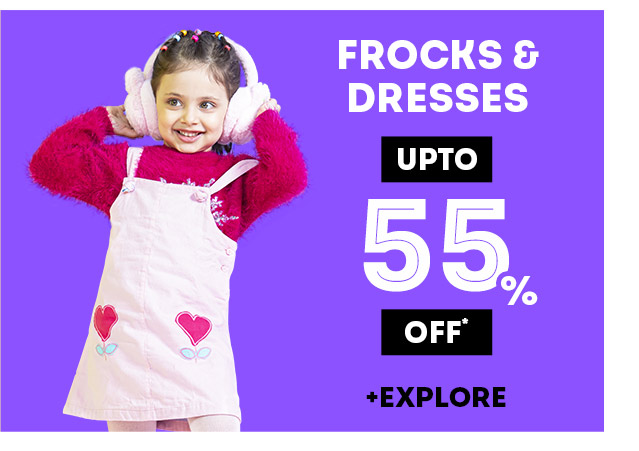 FROCKS &
DRESSES
UPTO
55%
OFF*
+EXPLORE